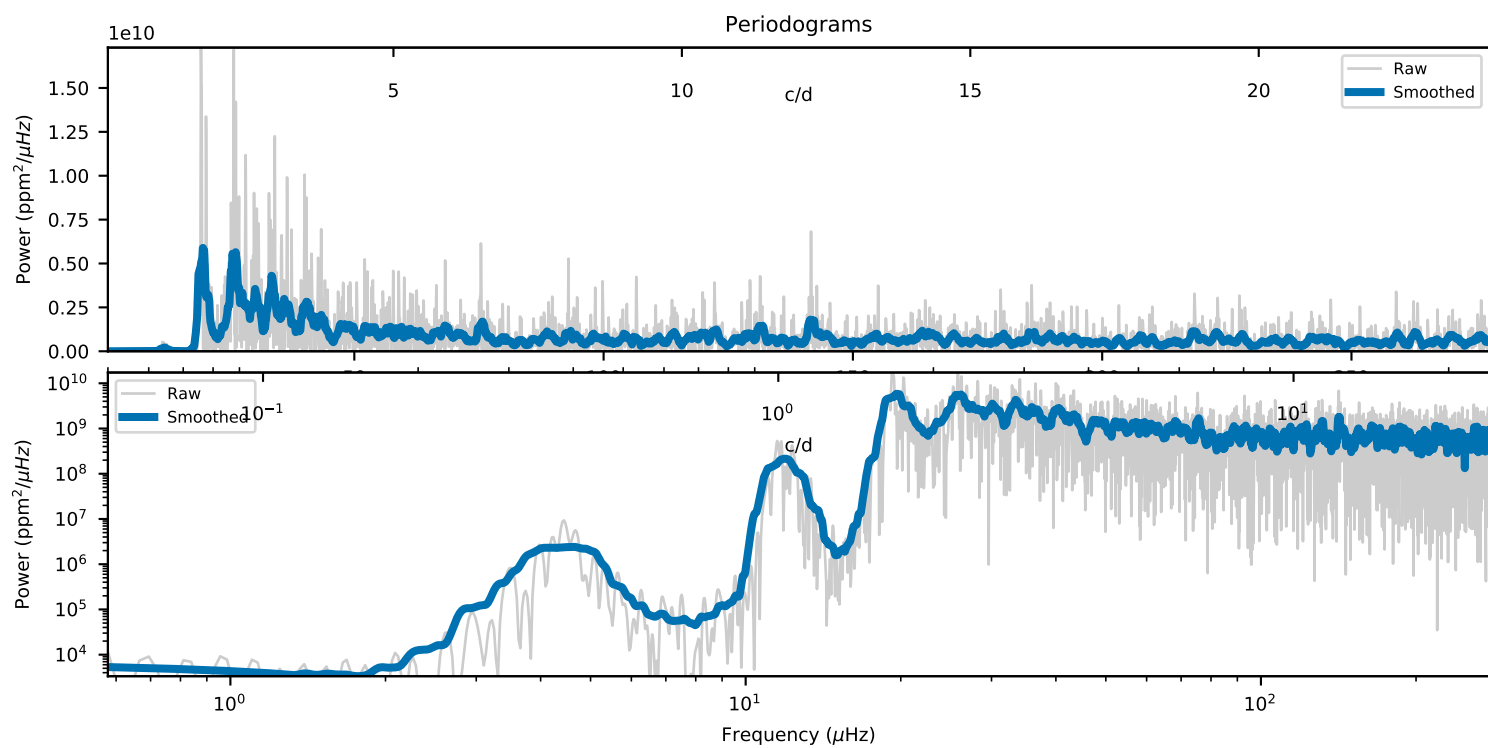 Periodograms
1e10
Power (ppm²/μHz)
1.50
1.25
1.00
0.75
0.50
0.25
0.00
5
10
15
20
c/d
Raw
Smoothed
Power (ppm²/μHz)
10¹⁰
10⁹
10⁸
10⁷
10⁶
10⁵
10⁴
Raw
Smoothed
10⁻¹
10⁰
10¹
c/d
10⁰
10¹
10²
Frequency (μHz)